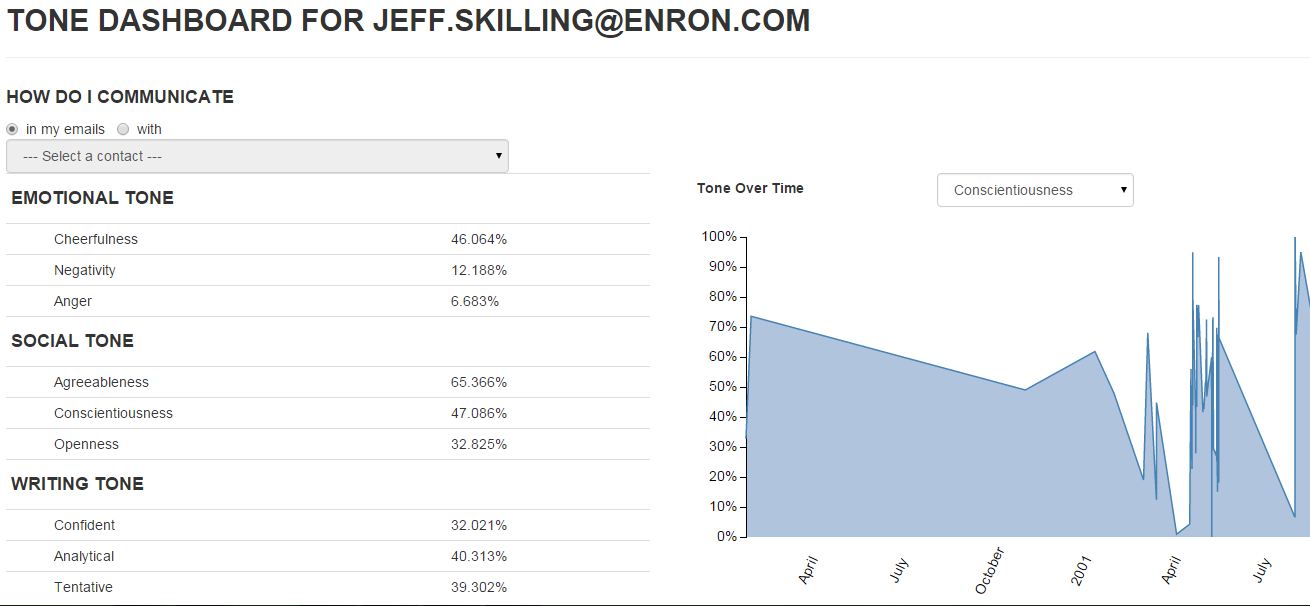 TONE DASHBOARD FOR JEFF.SKILLING@ENRON.COM
HOW DO I COMMUNICATE
in my emails with
--- Select a contact ---
EMOTIONAL TONE
Cheerfulness 46.064%
Negativity 12.188%
Anger 6.683%
SOCIAL TONE
Agreeableness 65.366%
Conscientiousness 47.086%
Openness 32.825%
WRITING TONE
Confident 32.021%
Analytical 40.313%
Tentative 39.302%
Tone Over Time Conscientiousness
100%
90%
80%
70%
60%
50%
40%
30%
20%
10%
0%
April July October 2001 April July